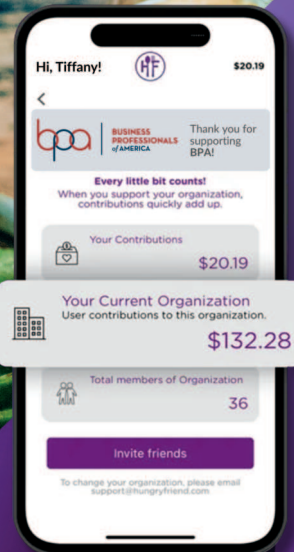 Hi, Tiffany!
HF
$20.19
bpa
BUSINESS
PROFESSIONALS
of AMERICA
Thank you for
supporting
BPA!
Every little bit counts!
When you support your organization,
contributions quickly add up.
Your Contributions
$20.19
Your Current Organization
User contributions to this organization.
$132.28
Total members of Organization
36
Invite friends
To change your organization, please email
support@hungryfriend.com